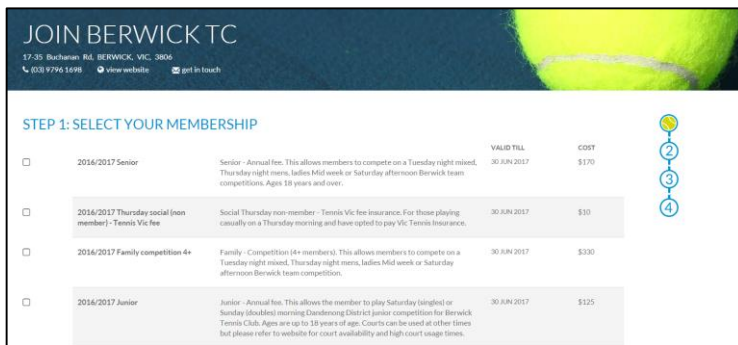 JOIN BERWICK TC
17-35 Buchanan Rd, BERWICK, VIC, 3806
(03) 9796 1698 view website get in touch
STEP 1: SELECT YOUR MEMBERSHIP
VALID TILL COST
2016/2017 Senior Senior - Annual fee. This allows members to compete on a Tuesday night mixed, 30 JUN 2017 $170
Thursday night mens, ladies Mid week or Saturday afternoon Berwick team
competitions. Ages 18 years and over.
2016/2017 Thursday social (non Social Thursday non-member - Tennis Vic fee insurance. For those playing 30 JUN 2017 $10
member) - Tennis Vic fee casually on a Thursday morning and have opted to pay Vic Tennis Insurance.
2016/2017 Family competition 4+ Family - Competition (4+ members). This allows members to compete on a 30 JUN 2017 $330
Tuesday night mixed, Thursday night mens, ladies Mid week or Saturday
afternoon Berwick team competition.
2016/2017 Junior Junior - Annual fee. This allows the member to play Saturday (singles) or 30 JUN 2017 $125
Sunday (doubles) morning Dandenong District junior competition for Berwick
Tennis Club. Ages are up to 18 years of age. Courts can be used at other times
but please refer to website for court availability and high court usage times.
2
3
4